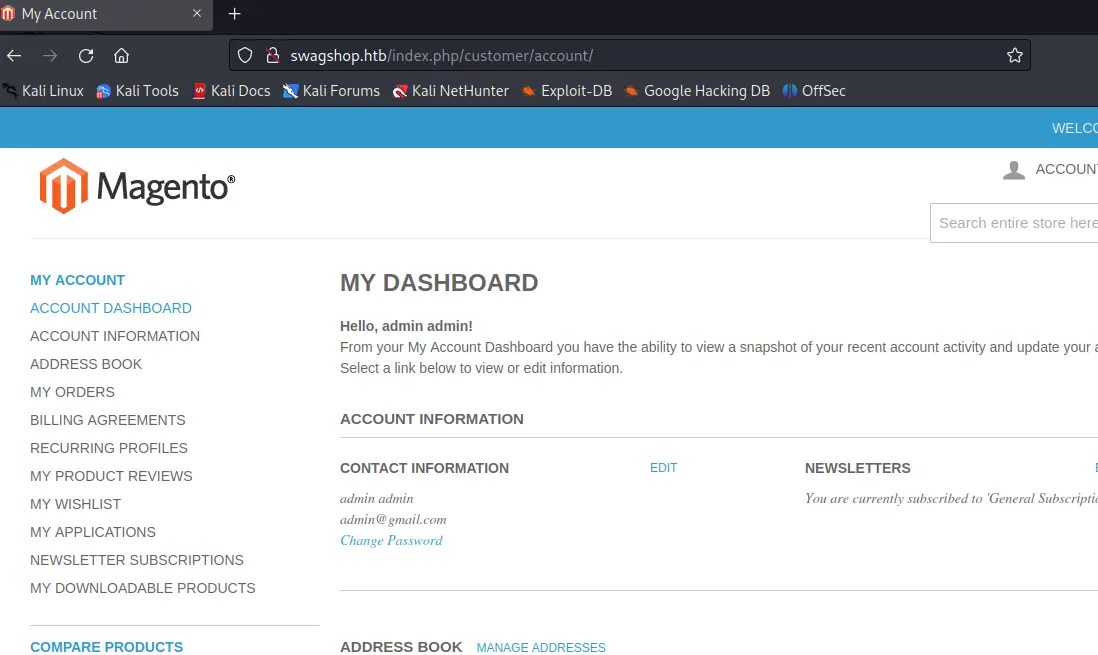 My Account
swagshop.htb/index.php/customer/account/
Kali Linux Kali Tools Kali Docs Kali Forums Kali NetHunter Exploit-DB Google Hacking DB OffSec
Magento®
Search entire store here
MY ACCOUNT
ACCOUNT DASHBOARD
ACCOUNT INFORMATION
ADDRESS BOOK
MY ORDERS
BILLING AGREEMENTS
RECURRING PROFILES
MY PRODUCT REVIEWS
MY WISHLIST
MY APPLICATIONS
NEWSLETTER SUBSCRIPTIONS
MY DOWNLOADABLE PRODUCTS
COMPARE PRODUCTS
MY DASHBOARD
Hello, admin admin!
From your My Account Dashboard you have the ability to view a snapshot of your recent account activity and update your
Select a link below to view or edit information.
ACCOUNT INFORMATION
CONTACT INFORMATION EDIT
admin admin
admin@gmail.com
Change Password
NEWSLETTERS
You are currently subscribed to 'General
ADDRESS BOOK MANAGE ADDRESSES